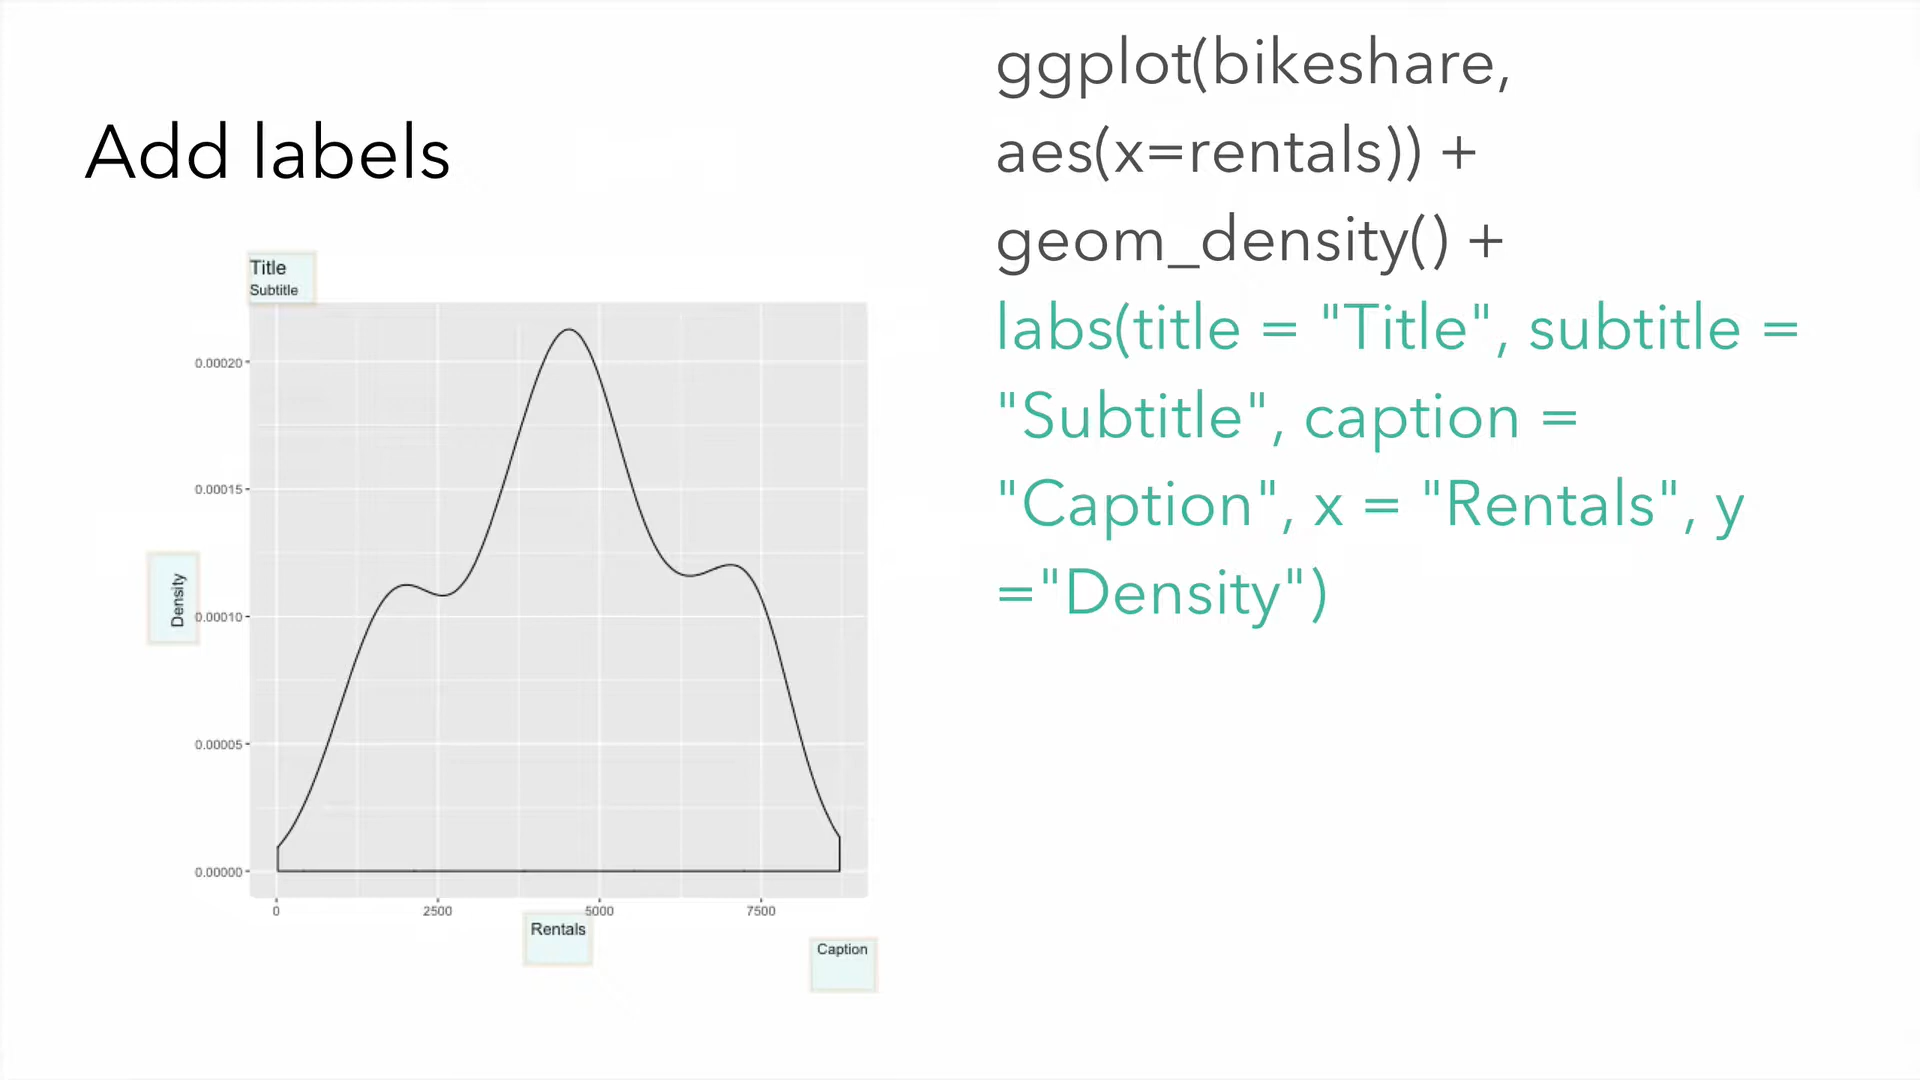 Add labels
Title
Subtitle
0.00020
0.00015
0.00010
0.00005
0.00000
Density
0
2500
5000
7500
Rentals
Caption
ggplot(bikeshare,
aes(x=rentals)) +
geom_density() +
labs(title = "Title", subtitle =
"Subtitle", caption =
"Caption", x = "Rentals", y
="Density")